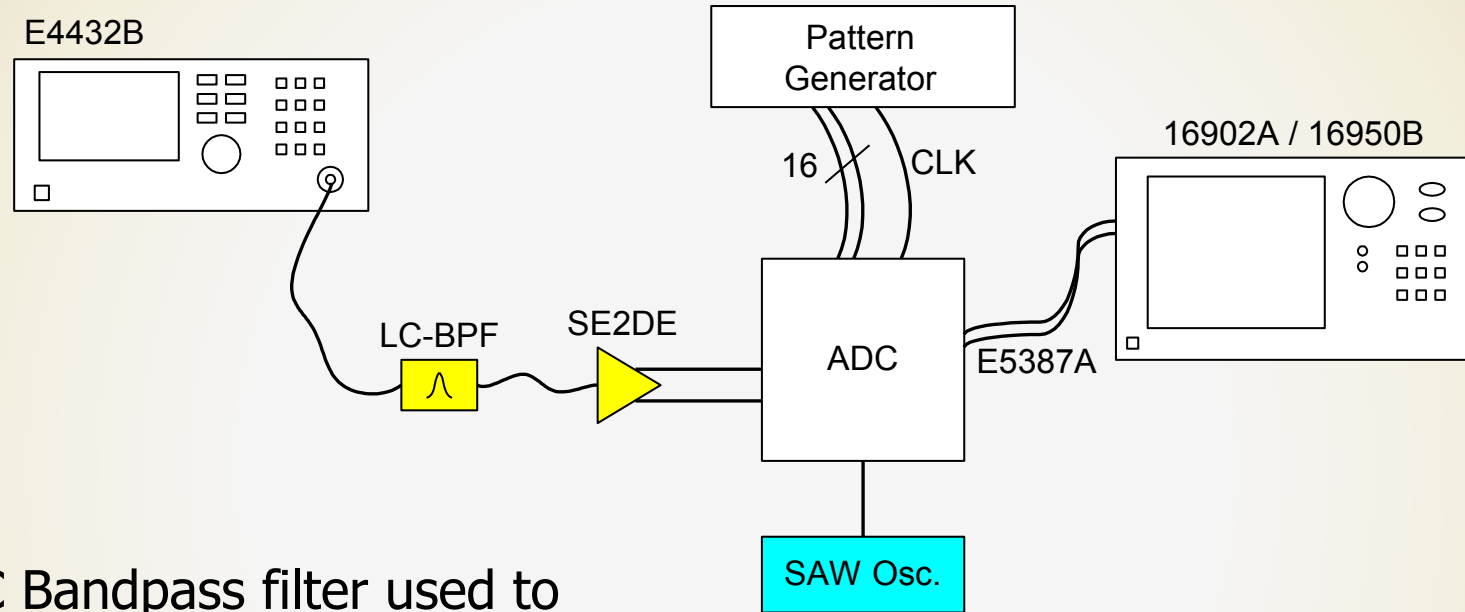 E4432B
Pattern
Generator
16902A / 16950B
16
CLK
LC-BPF
SE2DE
ADC
E5387A
SAW Osc.
Bandpass filter used to